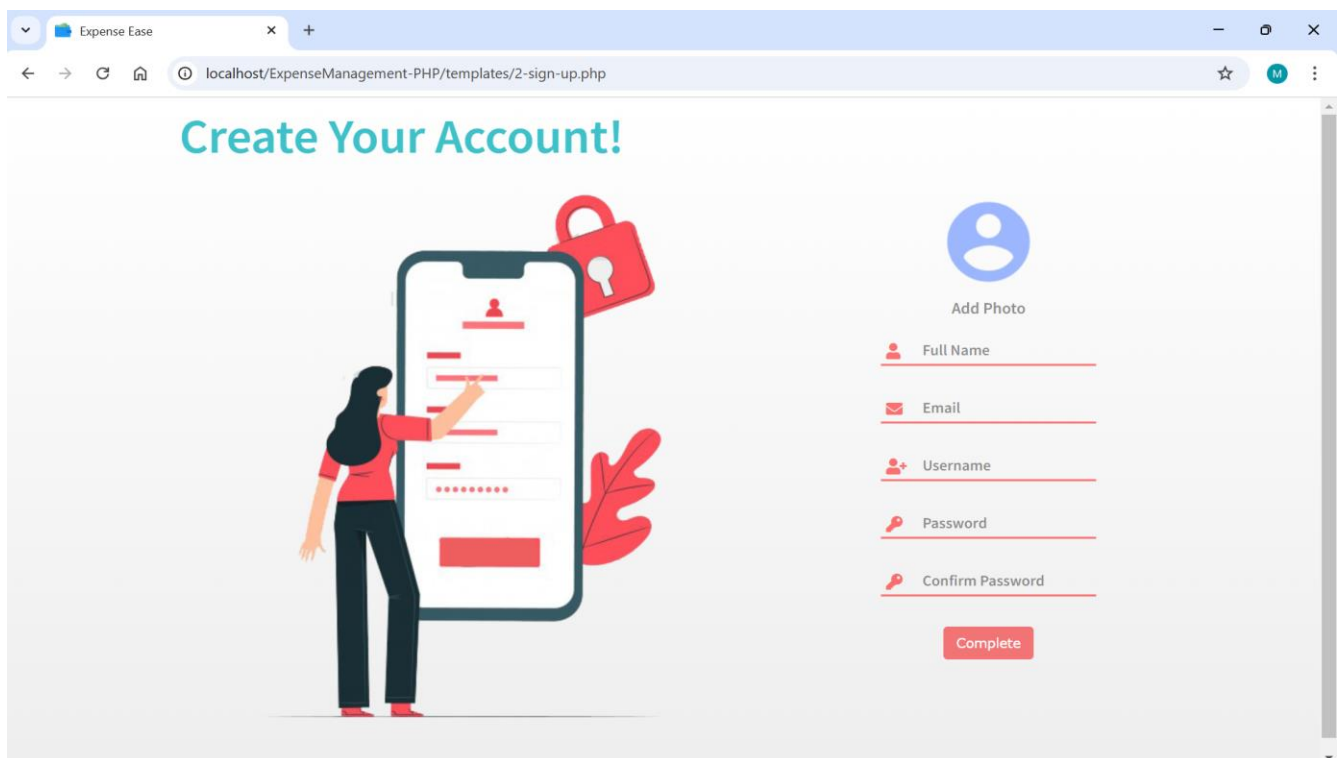 Expense Ease
localhost/ExpenseManagement-PHP/templates/2-sign-up.php
M
Create Your Account!
Add Photo
Full Name
Email
Username
Password
Confirm Password
Complete